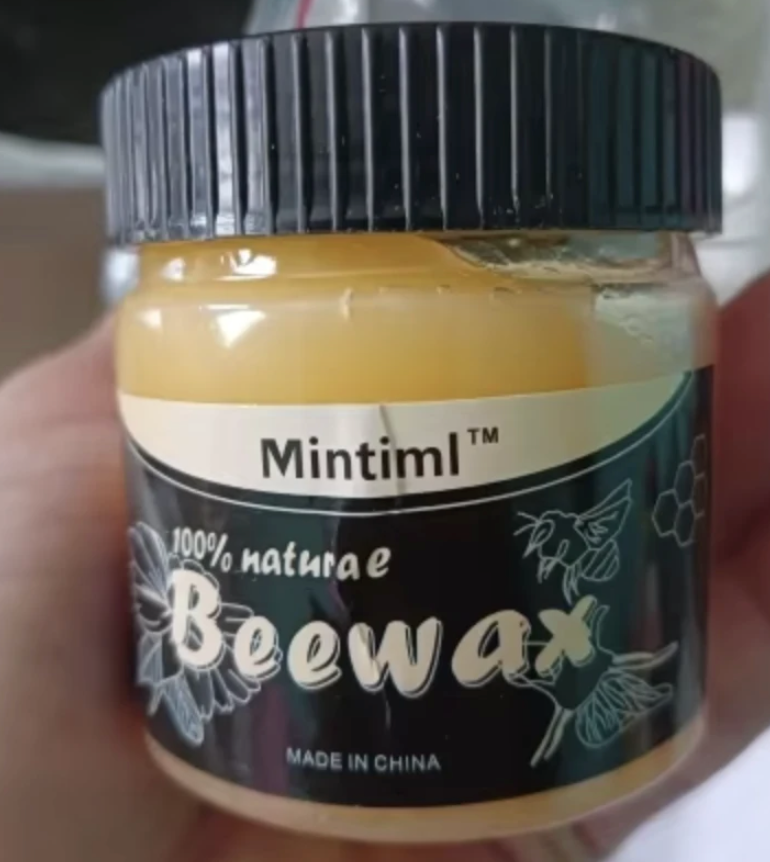 Mintiml™
100% naturae
Beewax
MADE IN CHINA